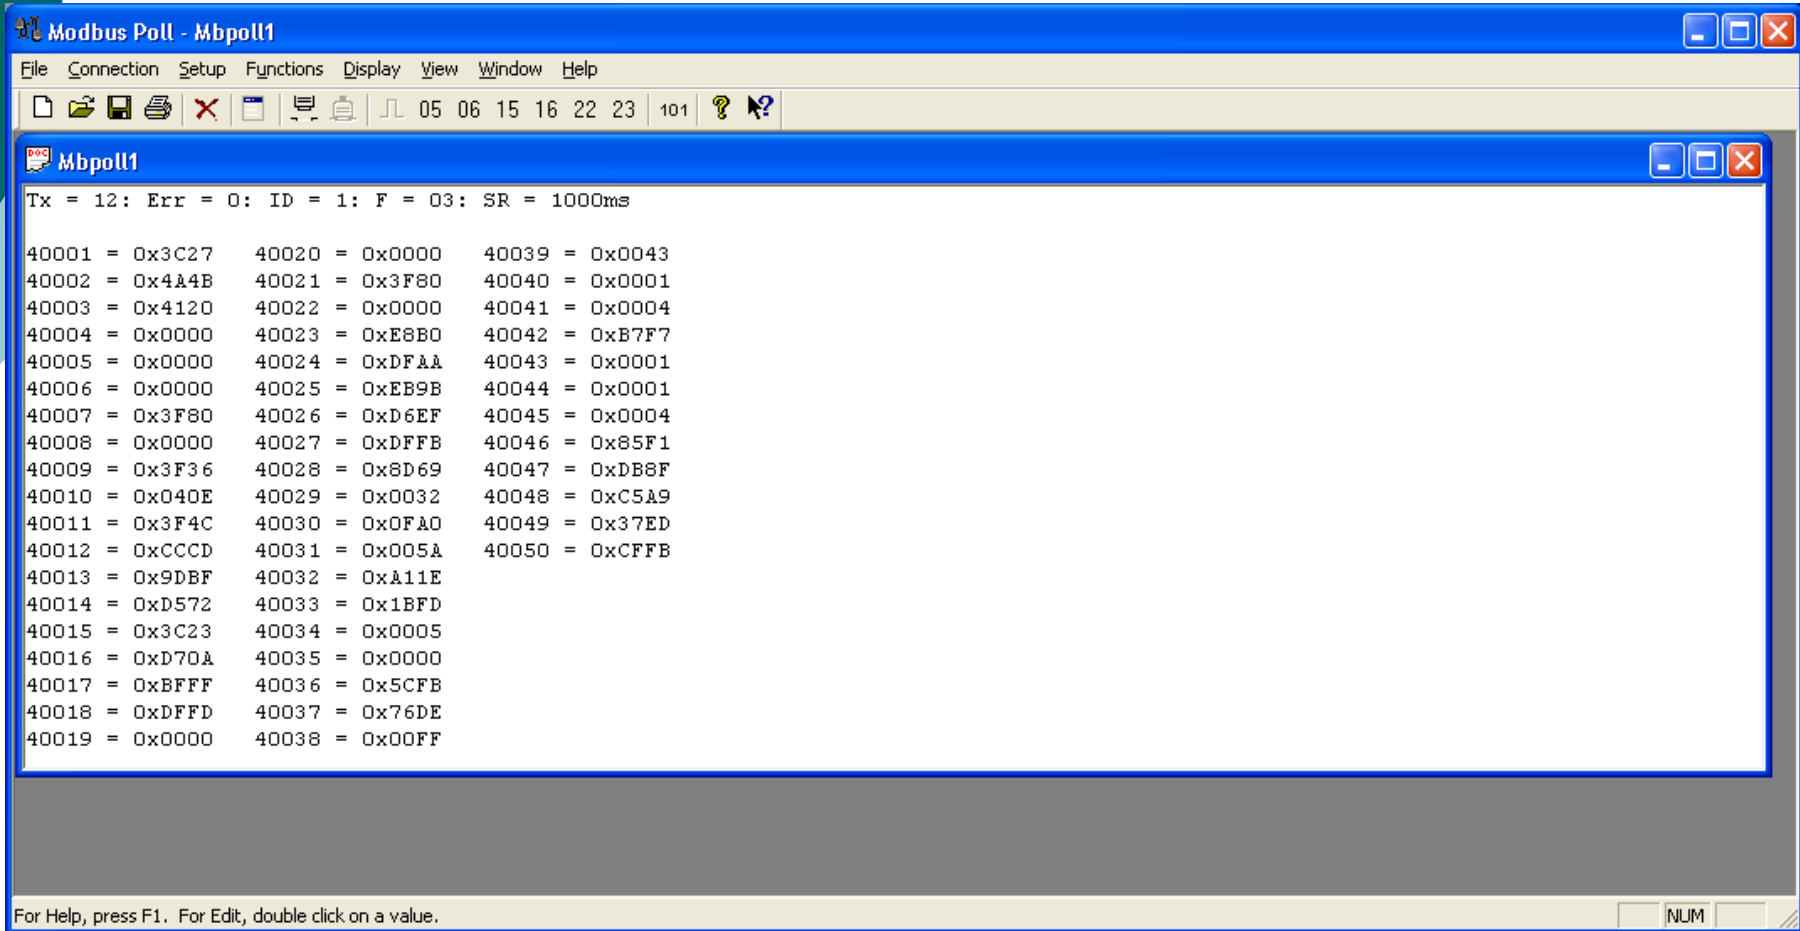 Modbus Poll - Mbpoll1
File Connection Setup Functions Display View Window Help
05 06 15 16 22 23 101
Mbpoll1
Tx = 12: Err = 0: ID = 1: F = 03: SR = 1000ms
40001 = 0x3C27 40020 = 0x0000 40039 = 0x0043
40002 = 0x4A4B 40021 = 0x3F80 40040 = 0x0001
40003 = 0x4120 40022 = 0x0000 40041 = 0x0004
40004 = 0x0000 40023 = 0xE8B0 40042 = 0xB7F7
40005 = 0x0000 40024 = 0xDFAA 40043 = 0x0001
40006 = 0x0000 40025 = 0xEB9B 40044 = 0x0001
40007 = 0x3F80 40026 = 0xD6EF 40045 = 0x0004
40008 = 0x0000 40027 = 0xDFFB 40046 = 0x85F1
40009 = 0x3F36 40028 = 0x8D69 40047 = 0xDB8F
40010 = 0x040E 40029 = 0x0032 40048 = 0xC5A9
40011 = 0x3F4C 40030 = 0x0FA0 40049 = 0x37ED
40012 = 0xCCCD 40031 = 0x005A 40050 = 0xCFFB
40013 = 0x9DBF 40032 = 0xA11E
40014 = 0xD572 40033 = 0x1BFD
40015 = 0x3C23 40034 = 0x0005
40016 = 0xD70A 40035 = 0x0000
40017 = 0xBFFF 40036 = 0x5CFB
40018 = 0xDFFD 40037 = 0x76DE
40019 = 0x0000 40038 = 0x00FF
For Help, press F1. For Edit, double click on a value. NUM